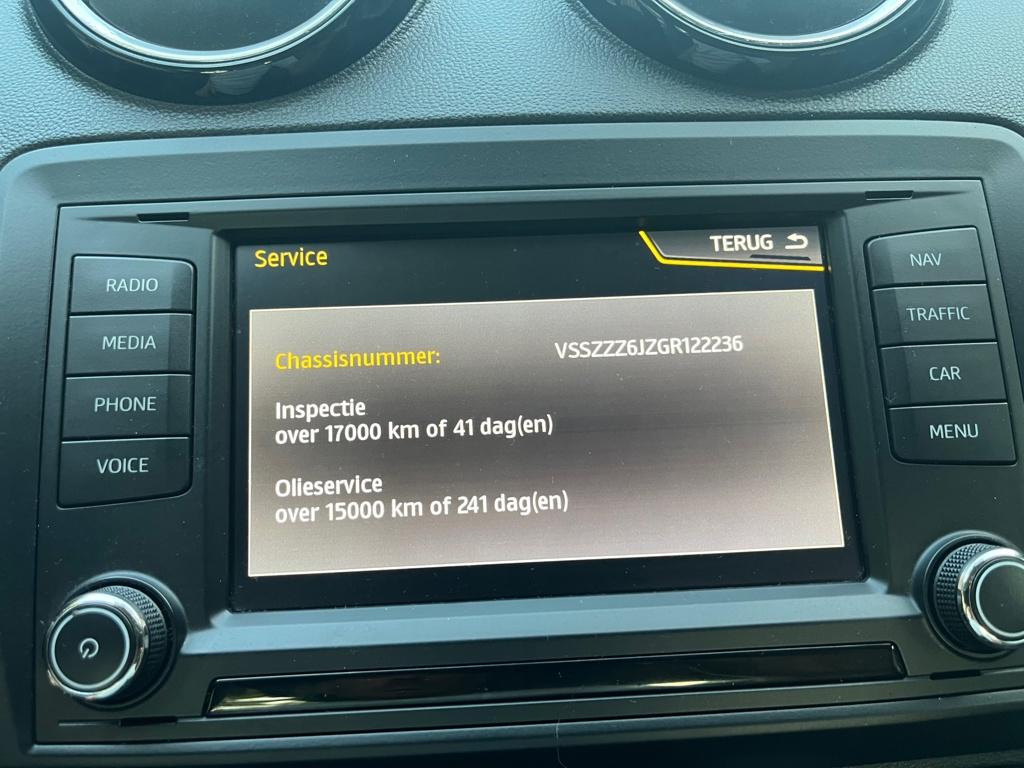 Service
TERUG
RADIO
MEDIA
PHONE
VOICE
Chassisnummer: VSSZZZ6JZGR122236
Inspectie
over 17000 km of 41 dag(en)
Olieservice
over 15000 km of 241 dag(en)
NAV
TRAFFIC
CAR
MENU